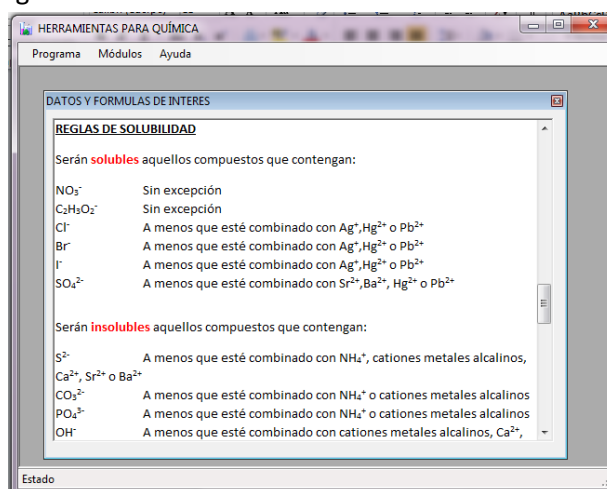 HERRAMIENTAS PARA QUÍMICA
Programa Módulos Ayuda
DATOS Y FORMULAS DE INTERES
REGLAS DE SOLUBILIDAD
Serán solubles aquellos compuestos que contengan:
NO₃⁻ Sin excepción
C₂H₃O₂⁻ Sin excepción
Cl⁻ A menos que esté combinado con Ag⁺,Hg²⁺ o Pb²⁺
Br⁻ A menos que esté combinado con Ag⁺,Hg²⁺ o Pb²⁺
I⁻ A menos que esté combinado con Ag⁺,Hg²⁺ o Pb²⁺
SO₄²⁻ A menos que esté combinado con Sr²⁺,Ba²⁺, Hg²⁺ o Pb²⁺
Serán insolubles aquellos compuestos que contengan:
S²⁻ A menos que esté combinado con NH₄⁺, cationes metales alcalinos,
Ca²⁺, Sr²⁺ o Ba²⁺
CO₃²⁻ A menos que esté combinado con NH₄⁺ o cationes metales alcalinos
PO₄³⁻ A menos que esté combinado con NH₄⁺ o cationes metales alcalinos
OH⁻ A menos que esté combinado con cationes metales alcalinos, Ca²⁺,
Estado